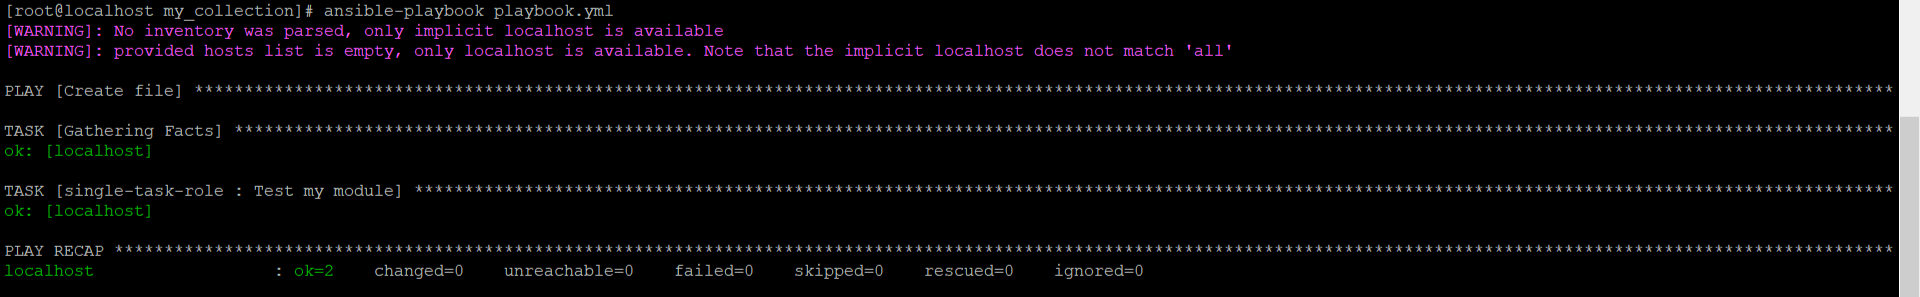 [root@localhost my_collection]# ansible-playbook playbook.yml
[WARNING]: No inventory was parsed, only implicit localhost is available
[WARNING]: provided hosts list is empty, only localhost is available. Note that the implicit localhost does not match 'all'
PLAY [Create file] **************************************************************************************************************************************************************************
TASK [Gathering Facts] **********************************************************************************************************************************************************************
ok: [localhost]
TASK [single-task-role : Test my module] ****************************************************************************************************************************************************
ok: [localhost]
PLAY RECAP **********************************************************************************************************************************************************************************
localhost                  : ok=2    changed=0    unreachable=0    failed=0    skipped=0    rescued=0    ignored=0